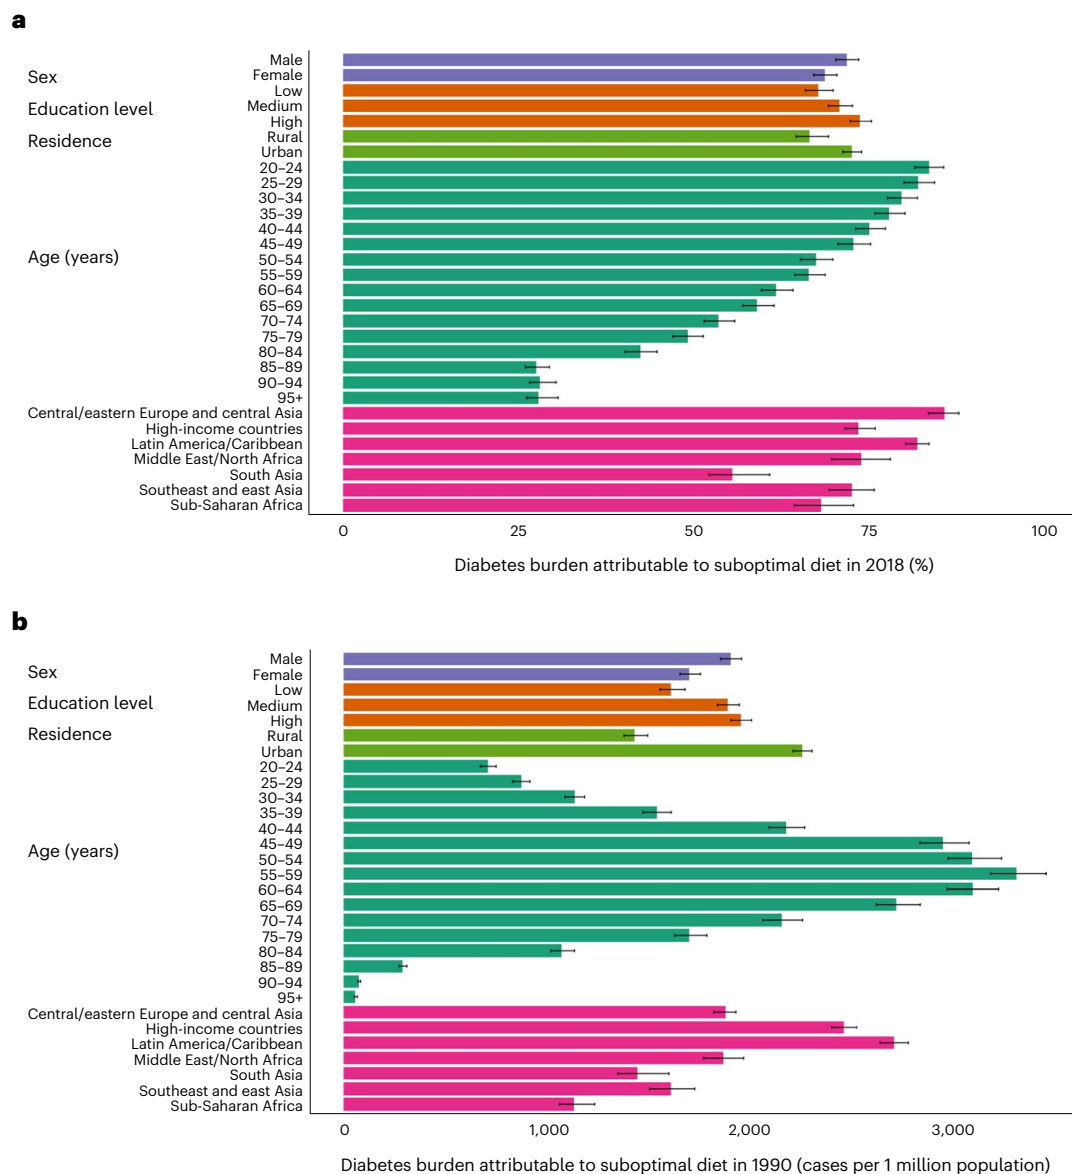 a
Male
Sex
Female
Low
Education level
Medium
High
Residence
Rural
Urban
20–24
25–29
30–34
35–39
40–44
45–49
Age (years)
50–54
55–59
60–64
65–69
70–74
75–79
80–84
85–89
90–94
95+
Central/eastern Europe and central Asia
High-income countries
Latin America/Caribbean
Middle East/North Africa
South Asia
Southeast and east Asia
Sub-Saharan Africa
0 25 50 75 100
Diabetes burden attributable to suboptimal diet in 2018 (%)
b
Male
Sex
Female
Low
Education level
Medium
High
Residence
Rural
Urban
20–24
25–29
30–34
35–39
40–44
45–49
Age (years)
50–54
55–59
60–64
65–69
70–74
75–79
80–84
85–89
90–94
95+
Central/eastern Europe and central Asia
High-income countries
Latin America/Caribbean
Middle East/North Africa
South Asia
Southeast and east Asia
Sub-Saharan Africa
0 1,000 2,000 3,000
Diabetes burden attributable to suboptimal diet in 1990 (cases per 1 million population)